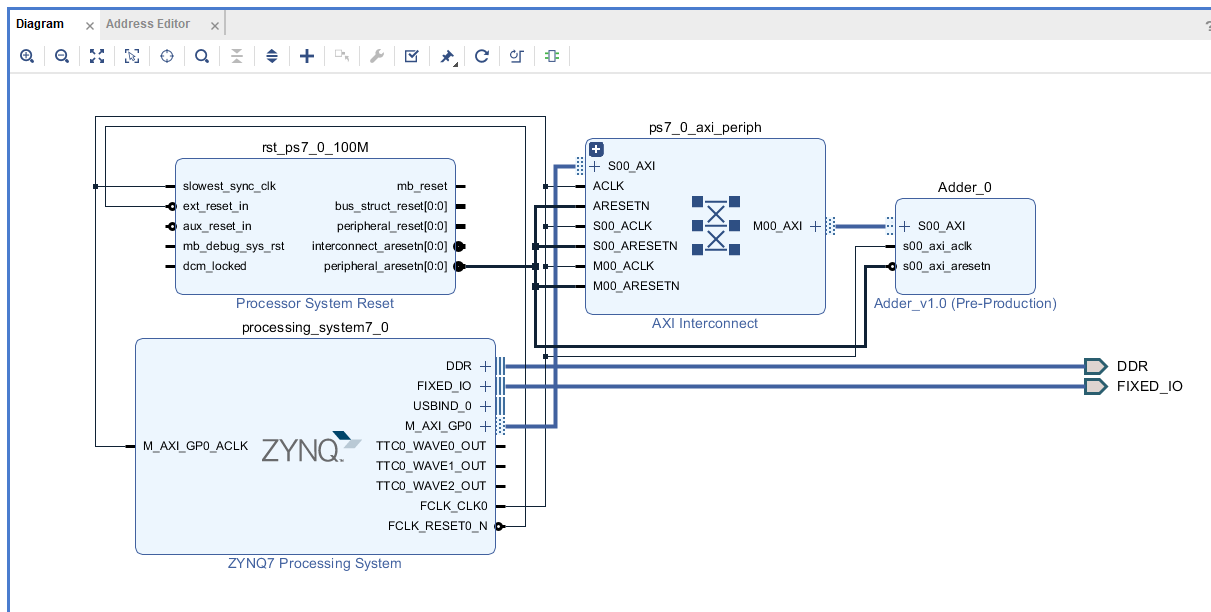 Diagram
Address Editor
?
rst_ps7_0_100M
slowest_sync_clk
ext_reset_in
aux_reset_in
mb_debug_sys_rst
dcm_locked
mb_reset
bus_struct_reset[0:0]
peripheral_reset[0:0]
interconnect_aresetn[0:0]
peripheral_aresetn[0:0]
Processor System Reset
ps7_0_axi_periph
S00_AXI
ACLK
ARESETN
S00_ACLK
S00_ARESETN
M00_ACLK
M00_ARESETN
M00_AXI
AXI Interconnect
Adder_0
S00_AXI
s00_axi_aclk
s00_axi_aresetn
Adder_v1.0 (Pre-Production)
processing_system7_0
M_AXI_GP0_ACLK
ZYNQ
DDR
FIXED_IO
USBIND_0
M_AXI_GP0
TTC0_WAVE0_OUT
TTC0_WAVE1_OUT
TTC0_WAVE2_OUT
FCLK_CLK0
FCLK_RESET0_N
ZYNQ7 Processing System
DDR
FIXED_IO